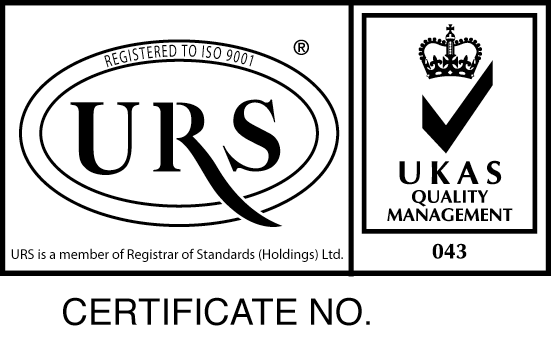 REGISTERED TO ISO 9001
®
URS
URS is a member of Registrar of Standards (Holdings) Ltd.
UKAS
QUALITY
MANAGEMENT
043
CERTIFICATE NO.